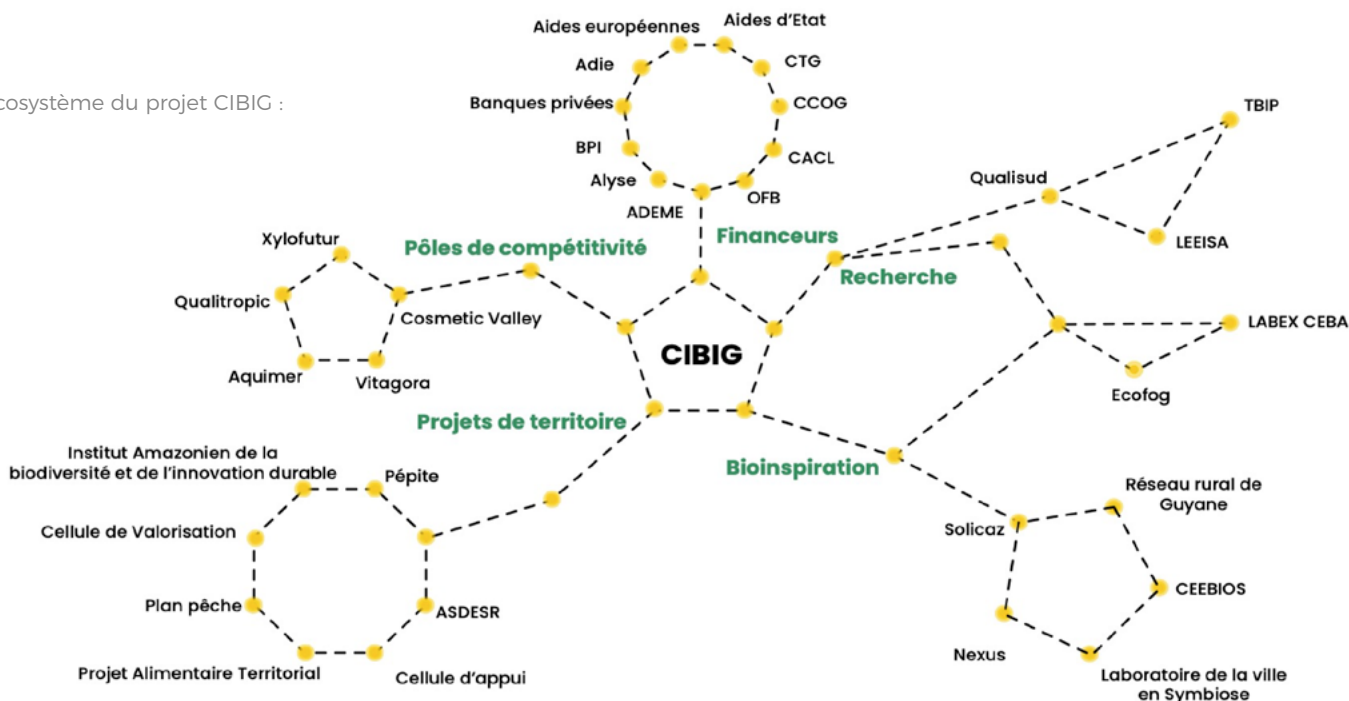 cosystème du projet CIBIG :
Aides européennes
Aides d'Etat
Adie
CTG
Banques privées
CCOG
BPI
CACL
Alyse
OFB
ADEME
Financeurs
Pôles de compétitivité
Xylofutur
Qualitropic
Cosmetic Valley
Aquimer
Vitagora
Recherche
Qualisud
TBIP
LEEISA
LABEX CEBA
Ecofog
CIBIG
Projets de territoire
Institut Amazonien de la
biodiversité et de l'innovation durable
Pépite
Cellule de Valorisation
Plan pêche
ASDESR
Projet Alimentaire Territorial
Cellule d'appui
Bioinspiration
Solicaz
Réseau rural de
Guyane
CEEBIOS
Nexus
Laboratoire de la ville
en Symbiose